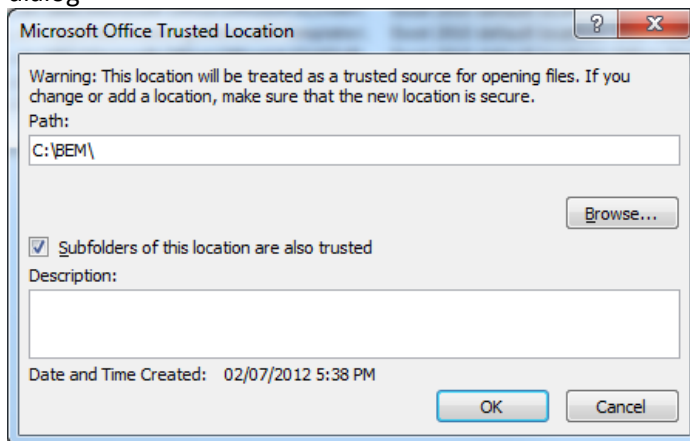 dialog
Microsoft Office Trusted Location
Warning: This location will be treated as a trusted source for opening files. If you
change or add a location, make sure that the new location is secure.
Path:
C:\BEM\
Browse...
Subfolders of this location are also trusted
Description:
Date and Time Created: 02/07/2012 5:38 PM
OK Cancel